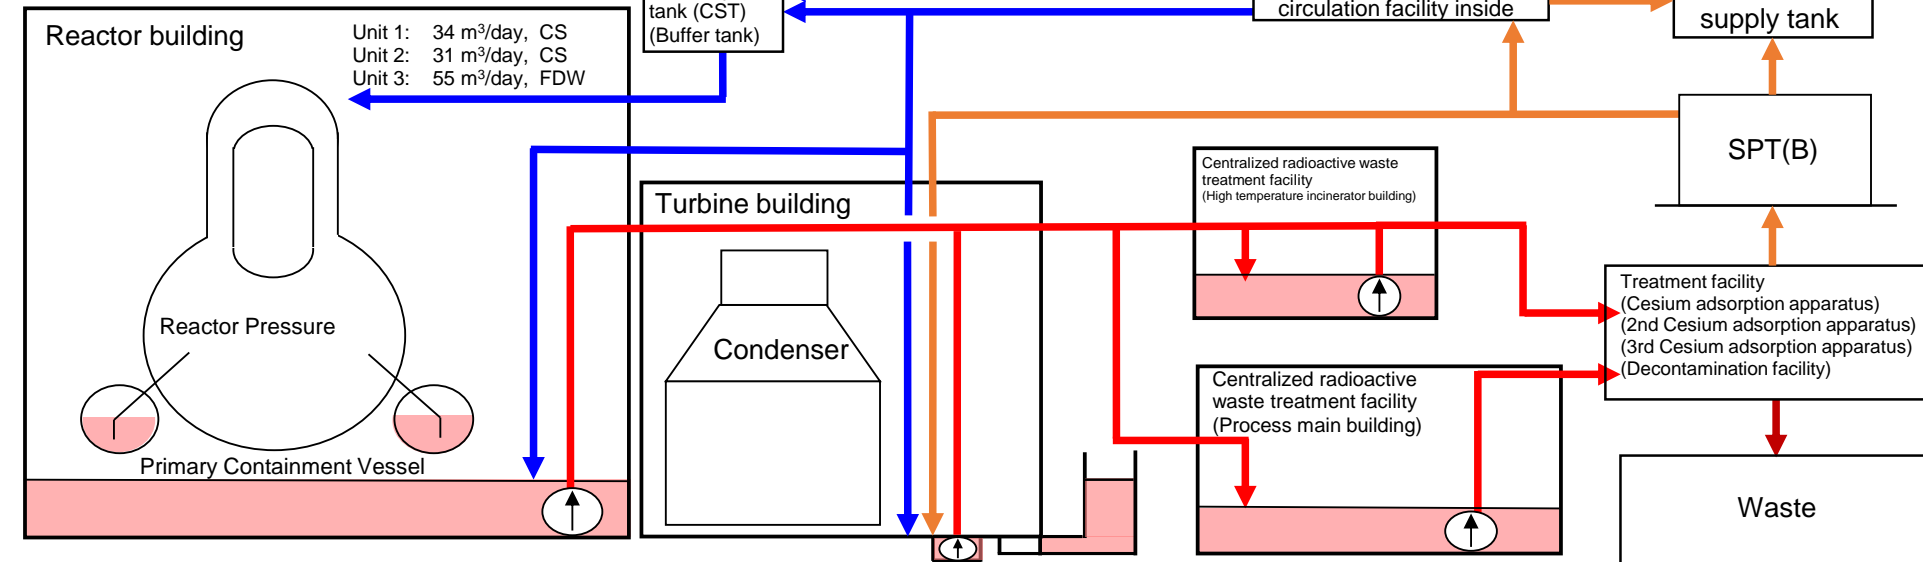 tank (CST)
(Buffer tank)
circulation facility inside
supply tank
Reactor building
Unit 1: 34 m³/day, CS
Unit 2: 31 m³/day, CS
Unit 3: 55 m³/day, FDW
SPT(B)
Centralized radioactive waste
treatment facility
(High temperature incinerator building)
Turbine building
Treatment facility
(Cesium adsorption apparatus)
(2nd Cesium adsorption apparatus)
(3rd Cesium adsorption apparatus)
(Decontamination facility)
Reactor Pressure
Condenser
Centralized radioactive
waste treatment facility
(Process main building)
Primary Containment Vessel
Waste